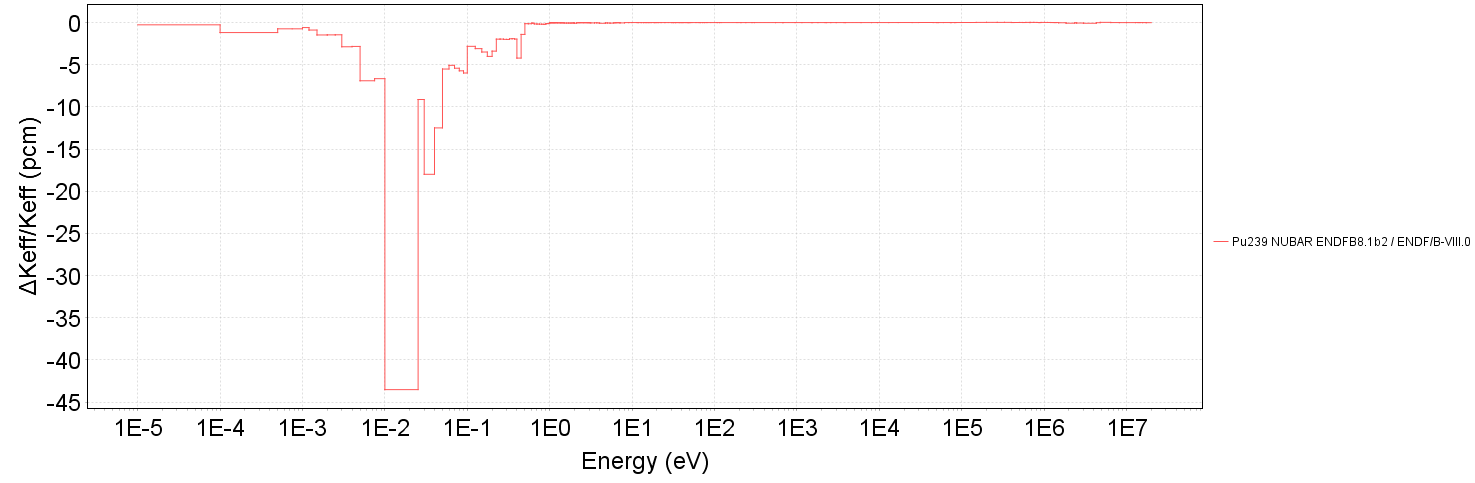 0
-5
-10
-15
-20
-25
-30
-35
-40
-45
ΔKeff/Keff (pcm)
1E-5 1E-4 1E-3 1E-2 1E-1 1E0 1E1 1E2 1E3 1E4 1E5 1E6 1E7
Energy (eV)
Pu239 NUBAR ENDFB8.1b2 / ENDF/B-VIII.0